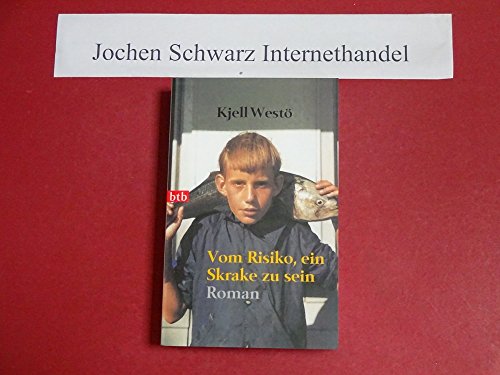 Jochen Schwarz Internethandel
Kjell Westö
btb
Vom Risiko, ein
Skrake zu sein
Roman